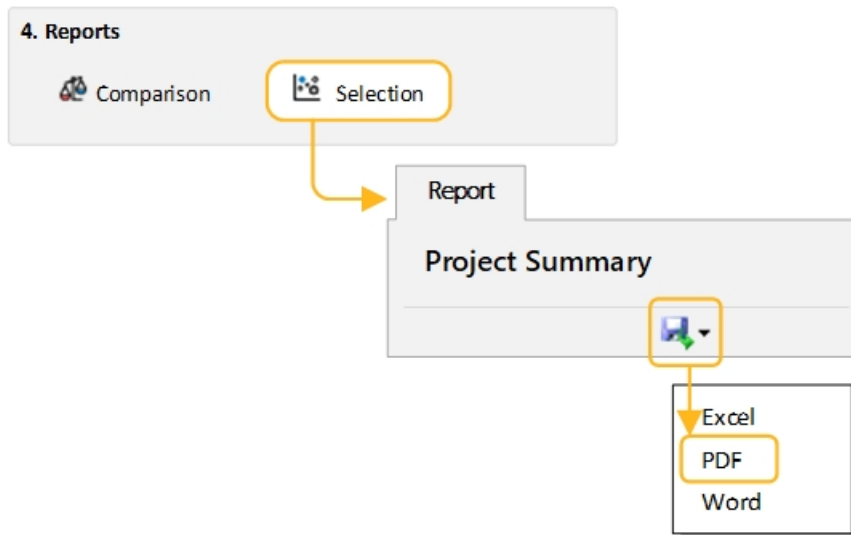 4. Reports
Comparison
Selection
Report
Project Summary
Excel
PDF
Word